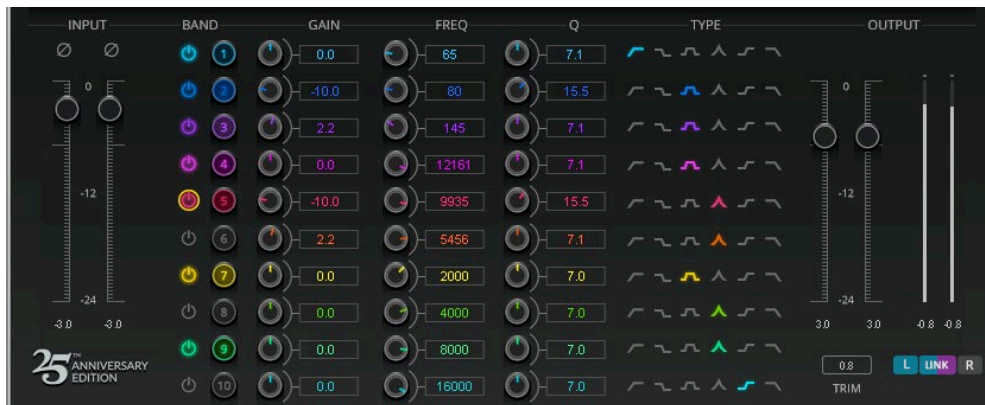 INPUT BAND GAIN FREQ Q TYPE OUTPUT
1 0.0 65 7.1
0 2 -10.0 80 15.5 0
3 2.2 145 7.1
4 0.0 12161 7.1
-12 5 -10.0 9935 15.5 -12
6 2.2 5456 7.1
7 0.0 2000 7.0
-24 8 0.0 4000 7.0 -24
-3.0 -3.0 3.0 3.0 -0.8 -0.8
9 0.0 8000 7.0
25TH ANNIVERSARY EDITION 0.8 L LINK R
10 0.0 16000 7.0 TRIM